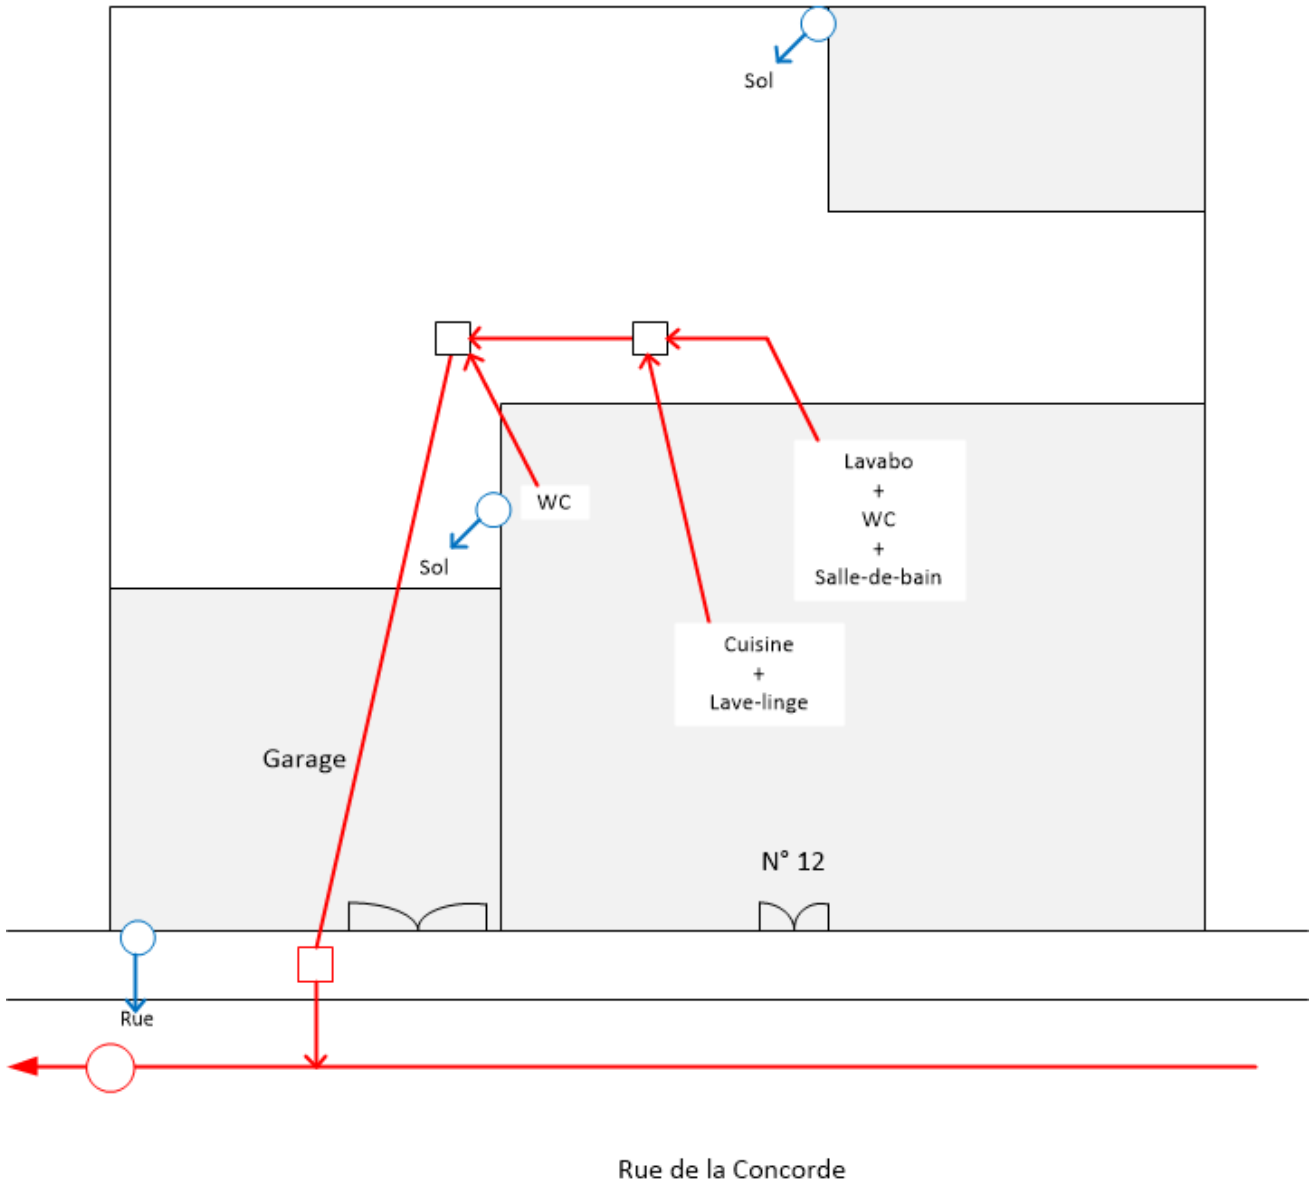 Sol
Lavabo
+
WC
+
Salle-de-bain
WC
Sol
Cuisine
+
Lave-linge
Garage
N° 12
Rue
Rue de la Concorde